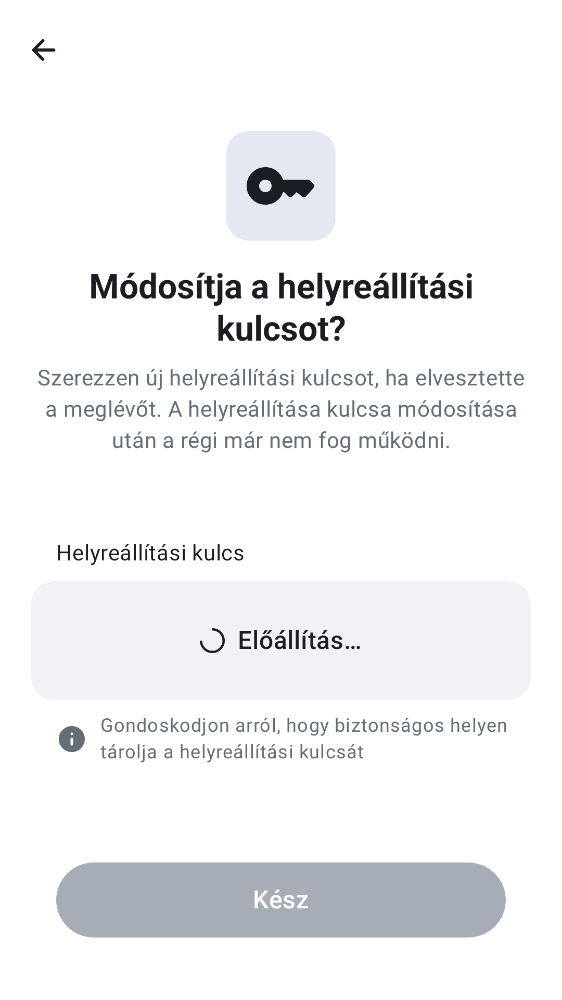 Módosítja a helyreállítási
kulcsot?
Szerezzen új helyreállítási kulcsot, ha elvesztette
a meglévőt. A helyreállítása kulcsa módosítása
után a régi már nem fog működni.
Helyreállítási kulcs
Előállítás…
Gondoskodjon arról, hogy biztonságos helyen
tárolja a helyreállítási kulcsát
Kész